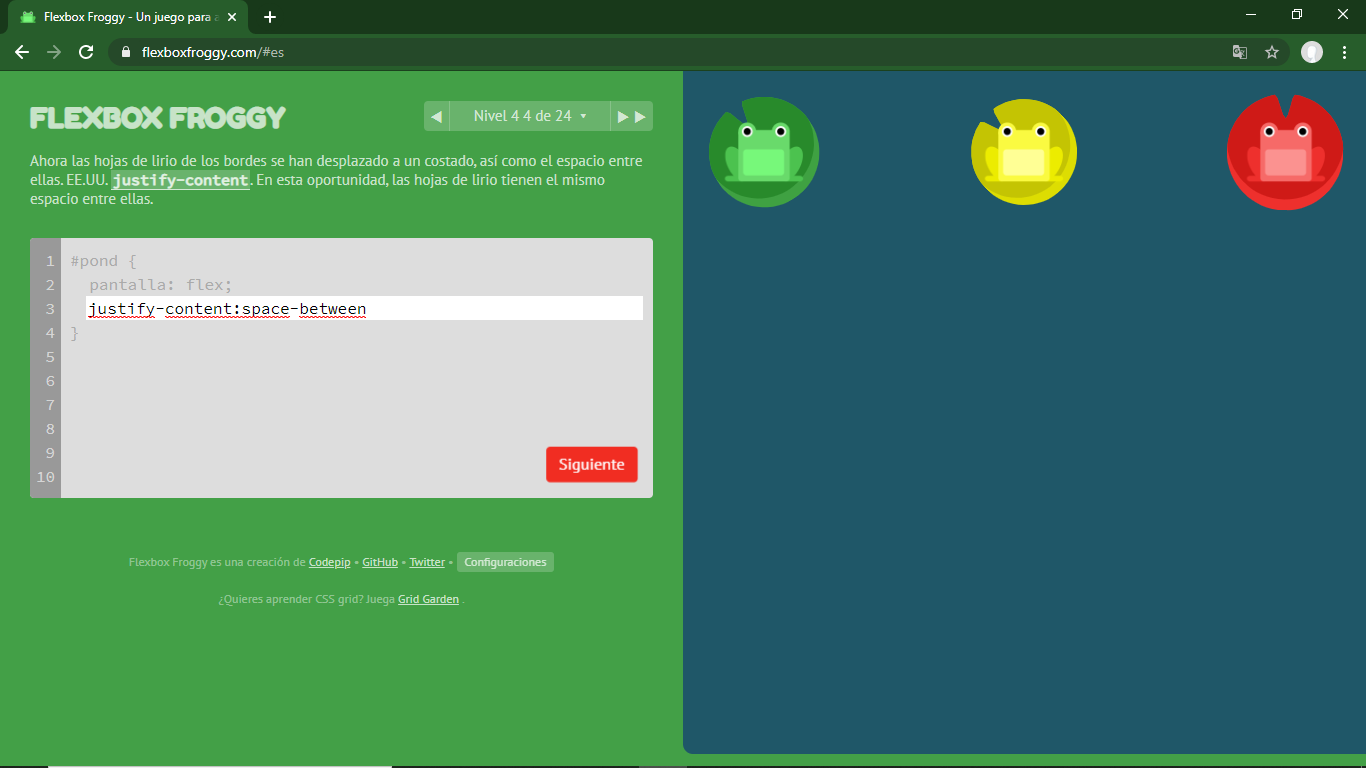 Flexbox Froggy - Un juego para a
flexboxfroggy.com/#es
FLEXBOX FROGGY
◀ Nivel 4 4 de 24 ▾ ▶ ▶
Ahora las hojas de lirio de los bordes se han desplazado a un costado, así como el espacio entre
ellas. EE.UU. justify-content. En esta oportunidad, las hojas de lirio tienen el mismo
espacio entre ellas.
1 #pond {
2 pantalla: flex;
3 justify-content:space-between
4 }
5
6
7
8
9
10
Siguiente
Flexbox Froggy es una creación de Codepip • GitHub • Twitter • Configuraciones
¿Quieres aprender CSS grid? Juega Grid Garden .